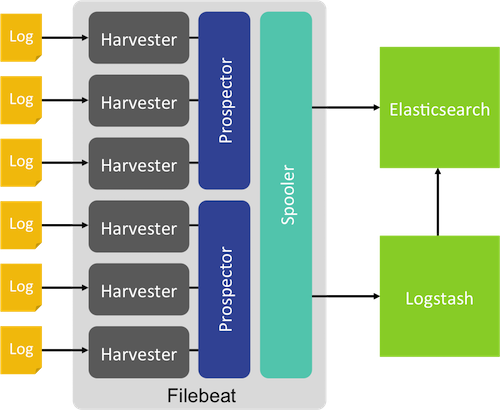 Log
Harvester
Log
Harvester
Log
Harvester
Prospector
Log
Harvester
Log
Harvester
Log
Harvester
Prospector
Spooler
Elasticsearch
Logstash
Filebeat